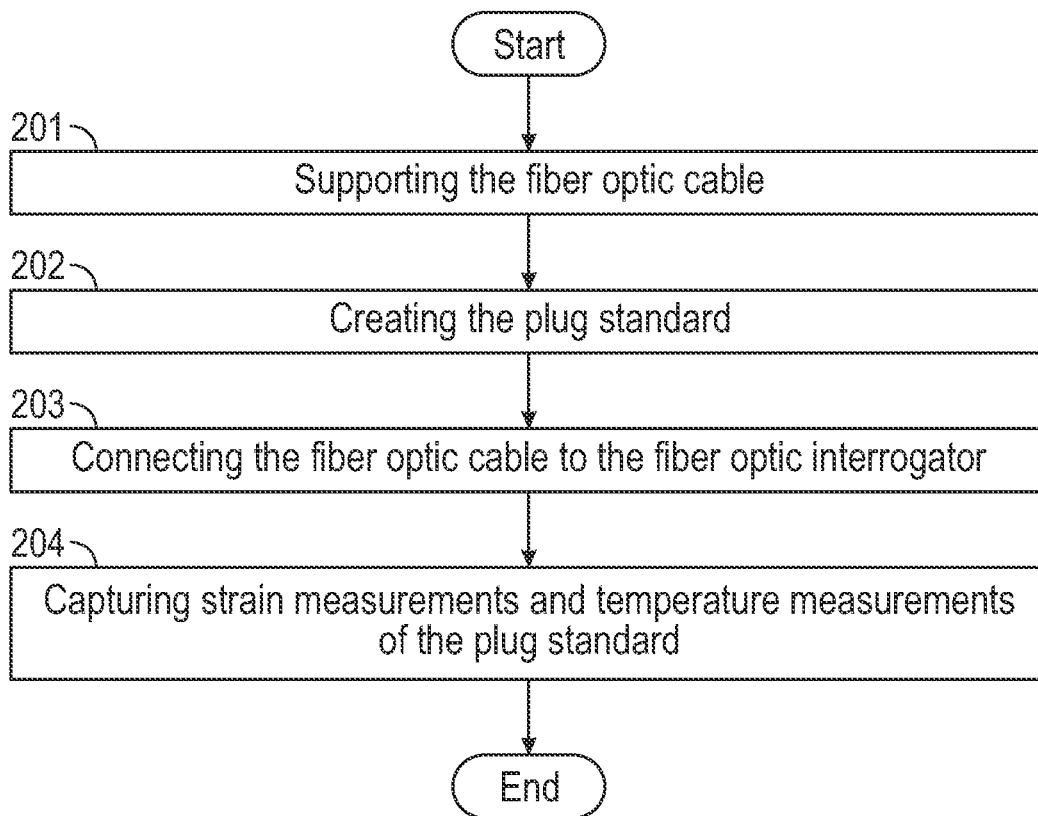 Start
201
Supporting the fiber optic cable
202
Creating the plug standard
203
Connecting the fiber optic cable to the fiber optic interrogator
204
Capturing strain measurements and temperature measurements
of the plug standard
End